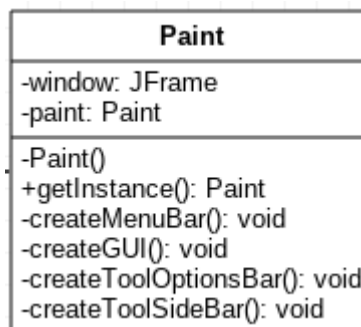 Paint
-window: JFrame
-paint: Paint
-Paint()
+getInstance(): Paint
-createMenuBar(): void
-createGUI(): void
-createToolOptionsBar(): void
-createToolSideBar(): void